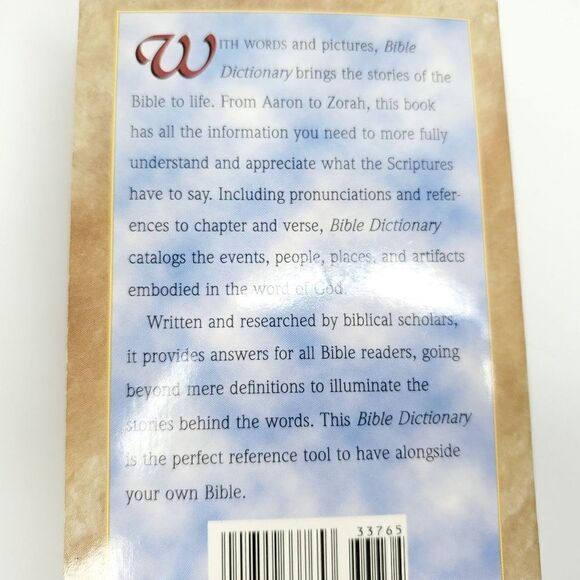 WITH WORDS and pictures, Bible
Dictionary brings the stories of the
Bible to life. From Aaron to Zorah, this book
has all the information you need to more fully
understand and appreciate what the Scriptures
have to say. Including pronunciations and refer-
ences to chapter and verse, Bible Dictionary
catalogs the events, people, places, and artifacts
embodied in the word of God.
Written and researched by biblical scholars,
it provides answers for all Bible readers, going
beyond mere definitions to illuminate the
stories behind the words. This Bible Dictionary
is the perfect reference tool to have alongside
your own Bible.
33765